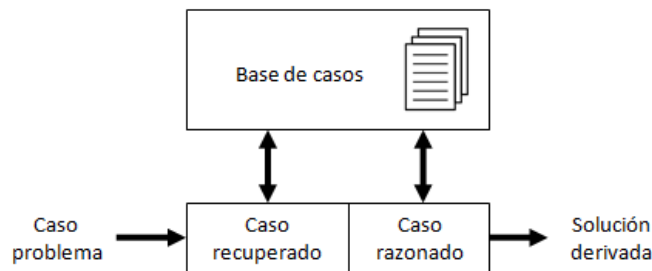 Base de casos
Caso
problema
Caso
recuperado
Caso
razonado
Solución
derivada